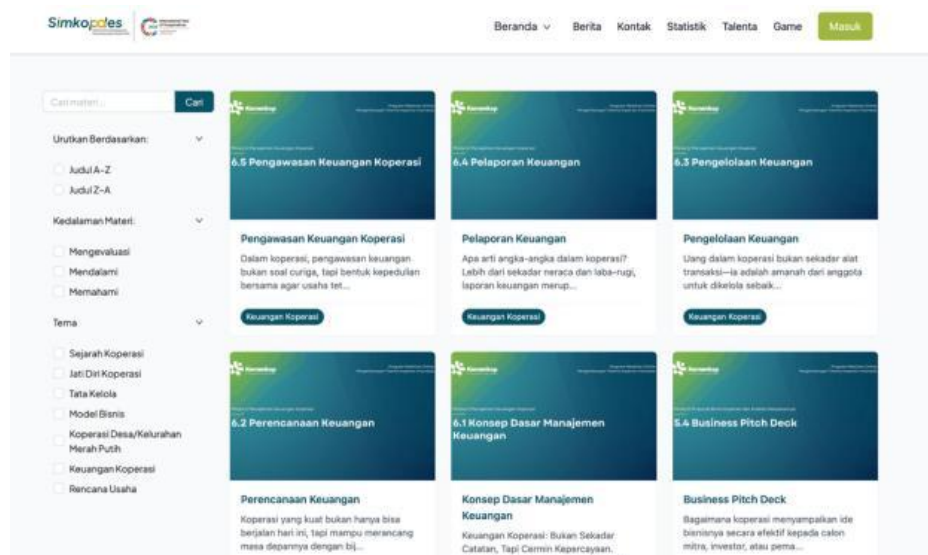 Simkopdes
Beranda
Berita
Kontak
Statistik
Talenta
Game
Masuk
Cari materi...
Cari
Urutkan Berdasarkan:
Judul A-Z
Judul Z-A
Kedalaman Materi:
Mengevaluasi
Mendalami
Memahami
Tema
Sejarah Koperasi
Jati Diri Koperasi
Tata Kelola
Model Bisnis
Koperasi Desa/Kelurahan
Merah Putih
Keuangan Koperasi
Rencana Usaha
Kemenkop
6.5 Pengawasan Keuangan Koperasi
Pengawasan Keuangan Koperasi
Dalam koperasi, pengawasan keuangan
bukan soal curiga, tapi bentuk kepedulian
bersama agar usaha tet...
Keuangan Koperasi
Kemenkop
6.4 Pelaporan Keuangan
Pelaporan Keuangan
Apa arti angka-angka dalam koperasi?
Lebih dari sekadar neraca dan laba-rugi,
laporan keuangan merup...
Keuangan Koperasi
Kemenkop
6.3 Pengelolaan Keuangan
Pengelolaan Keuangan
Uang dalam koperasi bukan sekadar alat
transaksi—ia adalah amanah dari anggota
untuk dikelola sebaik...
Keuangan Koperasi
Kemenkop
6.2 Perencanaan Keuangan
Perencanaan Keuangan
Koperasi yang kuat bukan hanya bisa
berjalan hari ini, tapi mampu merancang
masa depannya dengan bij...
Kemenkop
6.1 Konsep Dasar Manajemen
Keuangan
Konsep Dasar Manajemen
Keuangan
Keuangan Koperasi: Bukan Sekadar
Catatan, Tapi Cermin Kepercayaan.
Kemenkop
5.4 Business Pitch Deck
Business Pitch Deck
Bagaimana koperasi menyampaikan ide
bisnisnya secara efektif kepada calon
mitra, investor, atau pema...